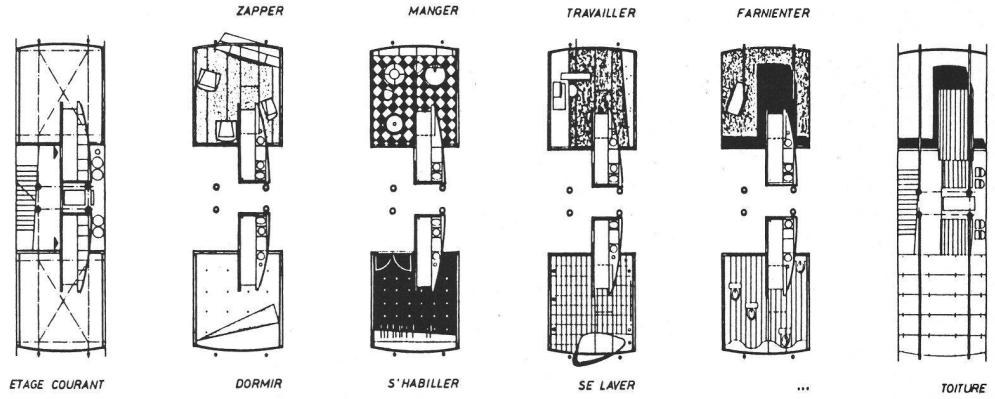 ZAPPER
MANGER
TRAVAILLER
FARNIENTER
ETAGE COURANT
DORMIR
S'HABILLER
SE LAVER
...
TOITURE